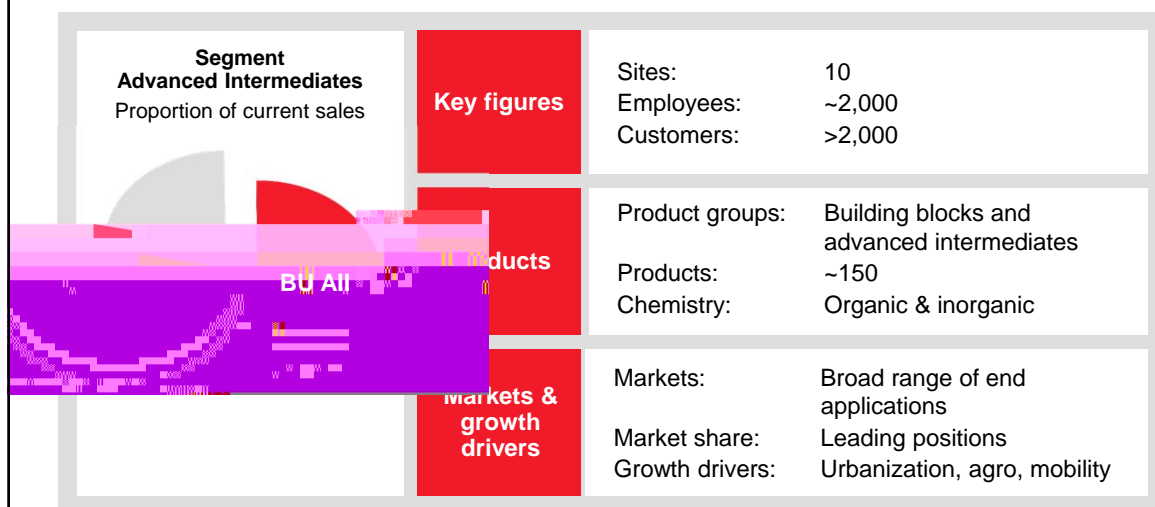 Segment
Advanced Intermediates
Proportion of current sales
BU AII
Key figures
Sites: 10
Employees: ~2,000
Customers: >2,000
Product groups: Building blocks and
advanced intermediates
Products: ~150
Chemistry: Organic & inorganic
Markets &
growth
drivers
Markets: Broad range of end
applications
Market share: Leading positions
Growth drivers: Urbanization, agro, mobility